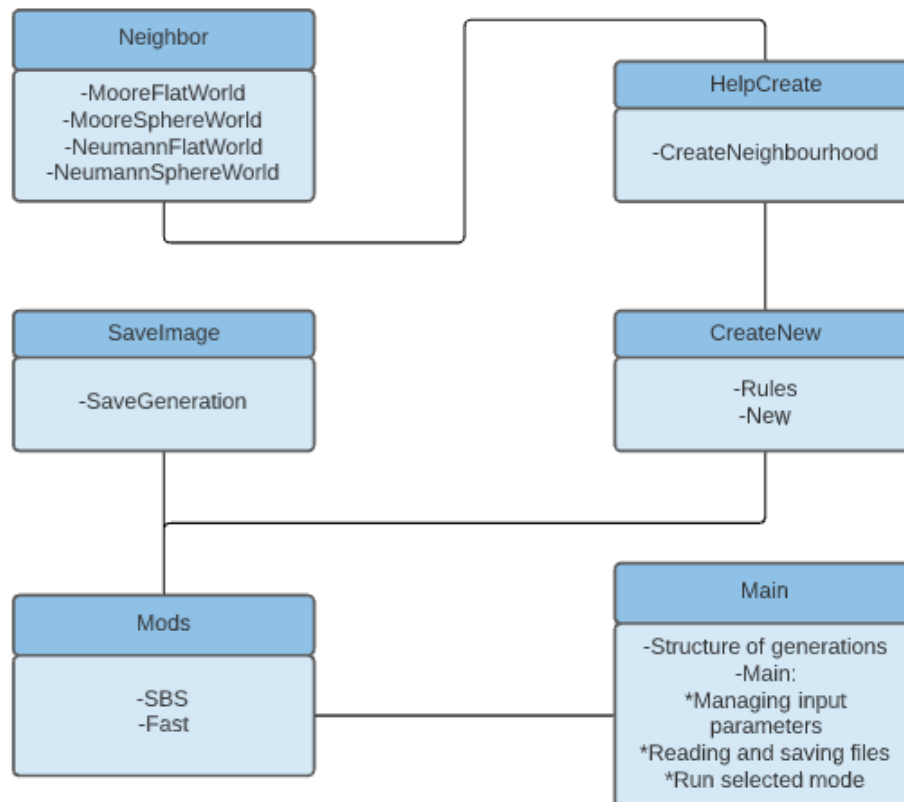 Neighbor
-MooreFlatWorld
-MooreSphereWorld
-NeumannFlatWorld
-NeumannSphereWorld
HelpCreate
-CreateNeighbourhood
SaveImage
-SaveGeneration
CreateNew
-Rules
-New
Mods
-SBS
-Fast
Main
-Structure of generations
-Main:
*Managing input
parameters
*Reading and saving files
*Run selected mode